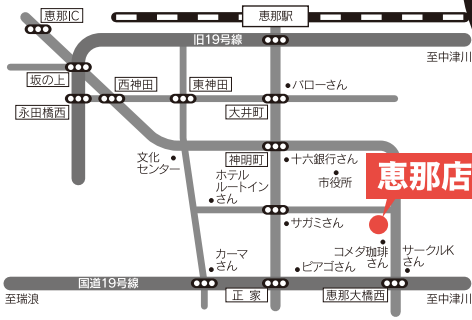 恵那IC
恵那駅
旧19号線
至中津川
坂の上
西神田
東神田
バローさん
永田橋西
大井町
文化
センター
神明町
十六銀行さん
市役所
恵那店
ホテル
ルートイン
さん
サガミさん
カーマ
さん
コメダ珈琲
さん
サークルK
さん
ピアゴさん
国道19号線
至瑞浪
正家
恵那大橋西
至中津川